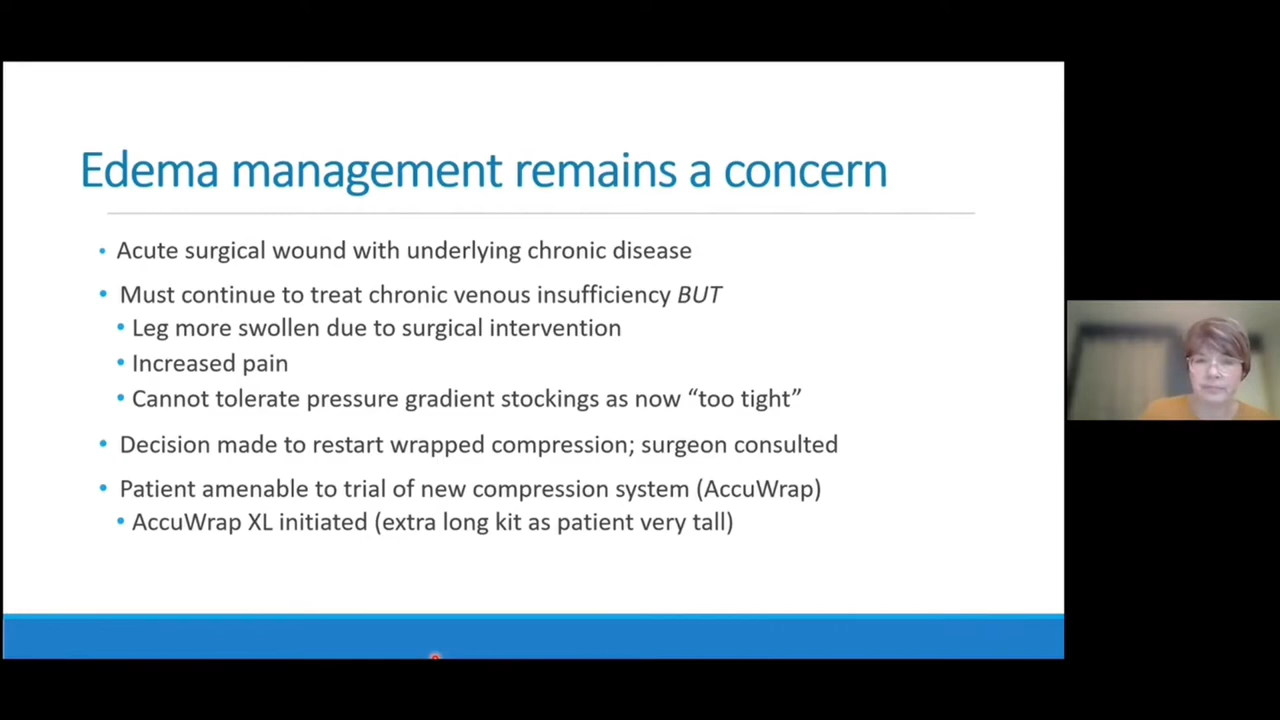 Edema management remains a concern
• Acute surgical wound with underlying chronic disease
• Must continue to treat chronic venous insufficiency BUT
• Leg more swollen due to surgical intervention
• Increased pain
• Cannot tolerate pressure gradient stockings as now “too tight”
• Decision made to restart wrapped compression; surgeon consulted
• Patient amenable to trial of new compression system (AccuWrap)
• AccuWrap XL initiated (extra long kit as patient very tall)